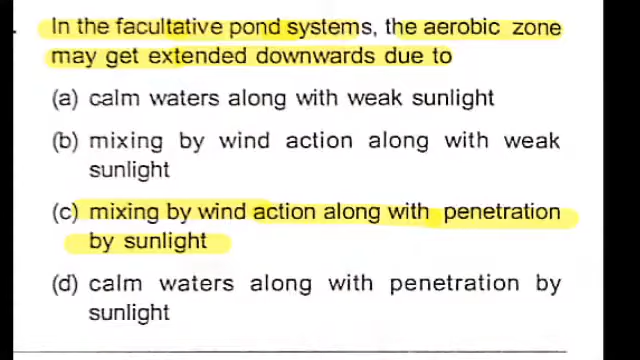 In the facultative pond systems, the aerobic zone
may get extended downwards due to
(a) calm waters along with weak sunlight
(b) mixing by wind action along with weak
sunlight
(c) mixing by wind action along with penetration
by sunlight
(d) calm waters along with penetration by
sunlight